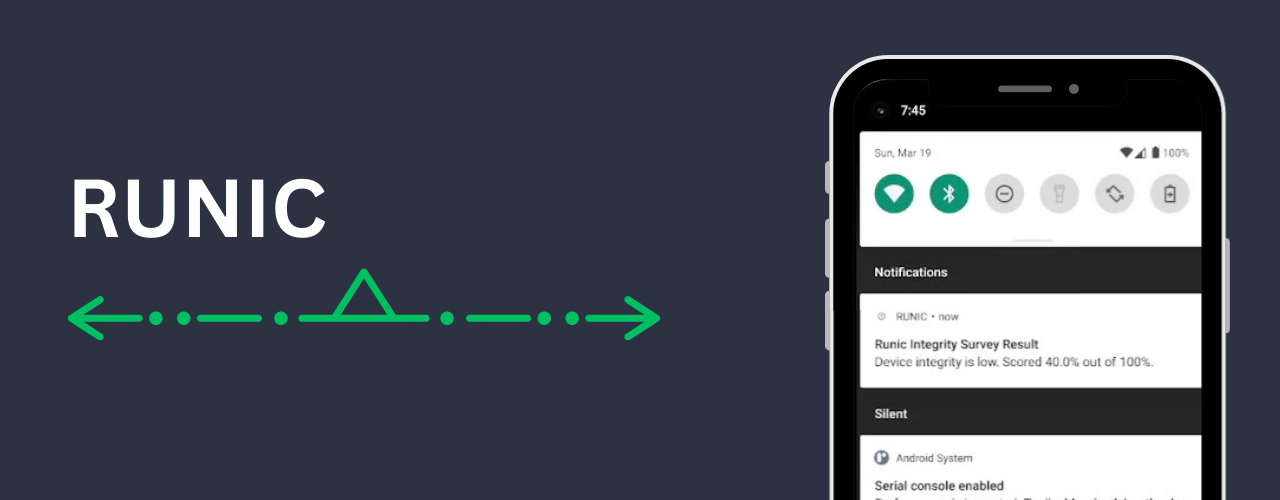 RUNIC
7:45
Sun, Mar 19
100%
Notifications
RUNIC • now
Runic Integrity Survey Result
Device integrity is low. Scored 40.0% out of 100%.
Silent
Android System
Serial console enabled